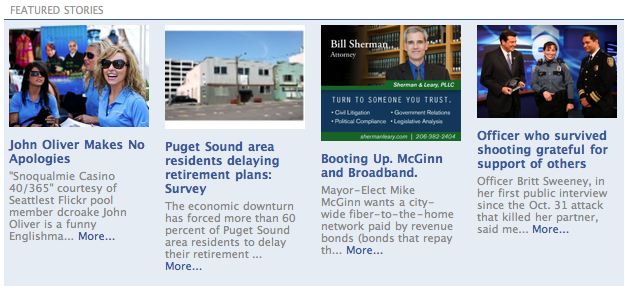 FEATURED STORIES
John Oliver Makes No
Apologies
"Snoqualmie Casino
40/365" courtesy of
Seattlest Flickr pool
member dcroake John
Oliver is a funny
Englishma... More...
Puget Sound area
residents delaying
retirement plans:
Survey
The economic downturn
has forced more than 60
percent of Puget Sound
area residents to delay
their retirement ...
More...
Bill Sherman
Attorney
Sherman & Leary, PLLC
TURN TO SOMEONE YOU TRUST.
• Civil Litigation • Government Relations
• Political Compliance • Legislative Analysis
shermanleary.com | 206-382-2404
Booting Up. McGinn
and Broadband.
Mayor-Elect Mike
McGinn wants a city-
wide fiber-to-the-home
network paid by revenue
bonds (bonds that repay
th... More...
Officer who survived
shooting grateful for
support of others
Officer Britt Sweeney, in
her first public interview
since the Oct. 31 attack
that killed her partner,
said me... More...